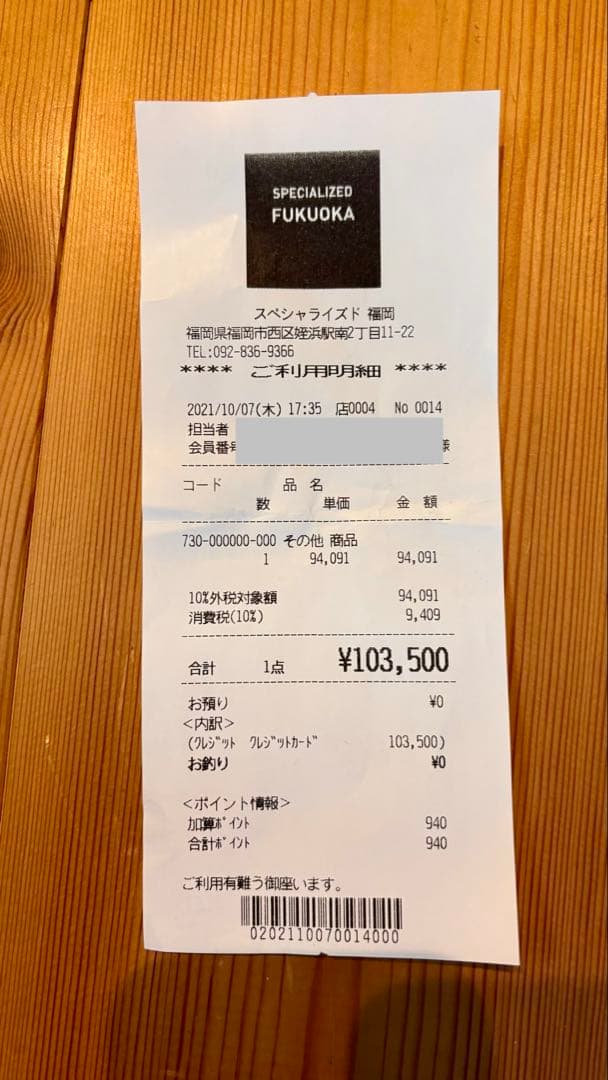 SPECIALIZED
FUKUOKA
スペシャライズド 福岡
福岡県福岡市西区姪浜駅南2丁目11-22
TEL:092-836-9366
**** ご利用明細 ****
2021/10/07(木) 17:35 店0004 No 0014
担当者
会員番号 様
コード 品 名
数 単価 金 額
730-000000-000 その他 商品
1 94,091 94,091
10%外税対象額 94,091
消費税(10%) 9,409
合計 1点 ¥103,500
お預り ¥0
<内訳>
(ｸﾚｼﾞｯﾄ ｸﾚｼﾞｯﾄｶｰﾄﾞ 103,500)
お釣り ¥0
<ポイント情報>
加算ﾎﾟｲﾝﾄ 940
合計ﾎﾟｲﾝﾄ 940
ご利用有難う御座います。
0202110070014000